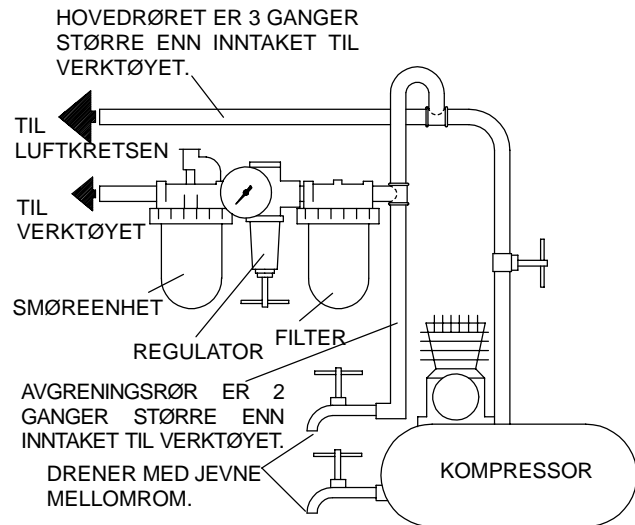 HOVEDRØRET ER 3 GANGER
STØRRE ENN INNTAKET TIL
VERKTØYET.
TIL
LUFTKRETSEN
TIL
VERKTØYET
SMØREENHET
REGULATOR
FILTER
AVGRENINGSRØR ER 2
GANGER STØRRE ENN
INNTAKET TIL VERKTØYET.
DRENER MED JEVNE
MELLOMROM.
KOMPRESSOR